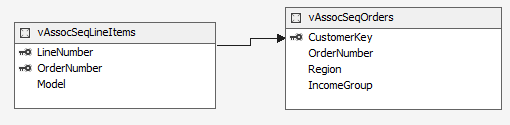 vAssocSeqLineItems
LineNumber
OrderNumber
Model
vAssocSeqOrders
CustomerKey
OrderNumber
Region
IncomeGroup